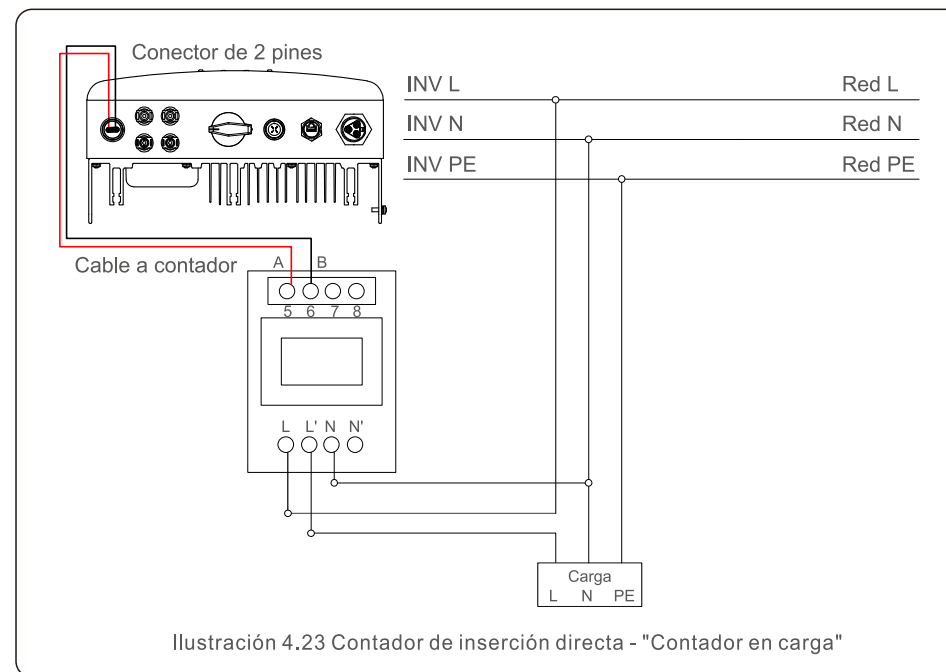 Conector de 2 pines
INV L Red L
INV N Red N
INV PE Red PE
Cable a contador
A B
5 6 7 8
L L' N N'
Carga
L N PE
Ilustración 4.23 Contador de inserción directa - "Contador en carga"